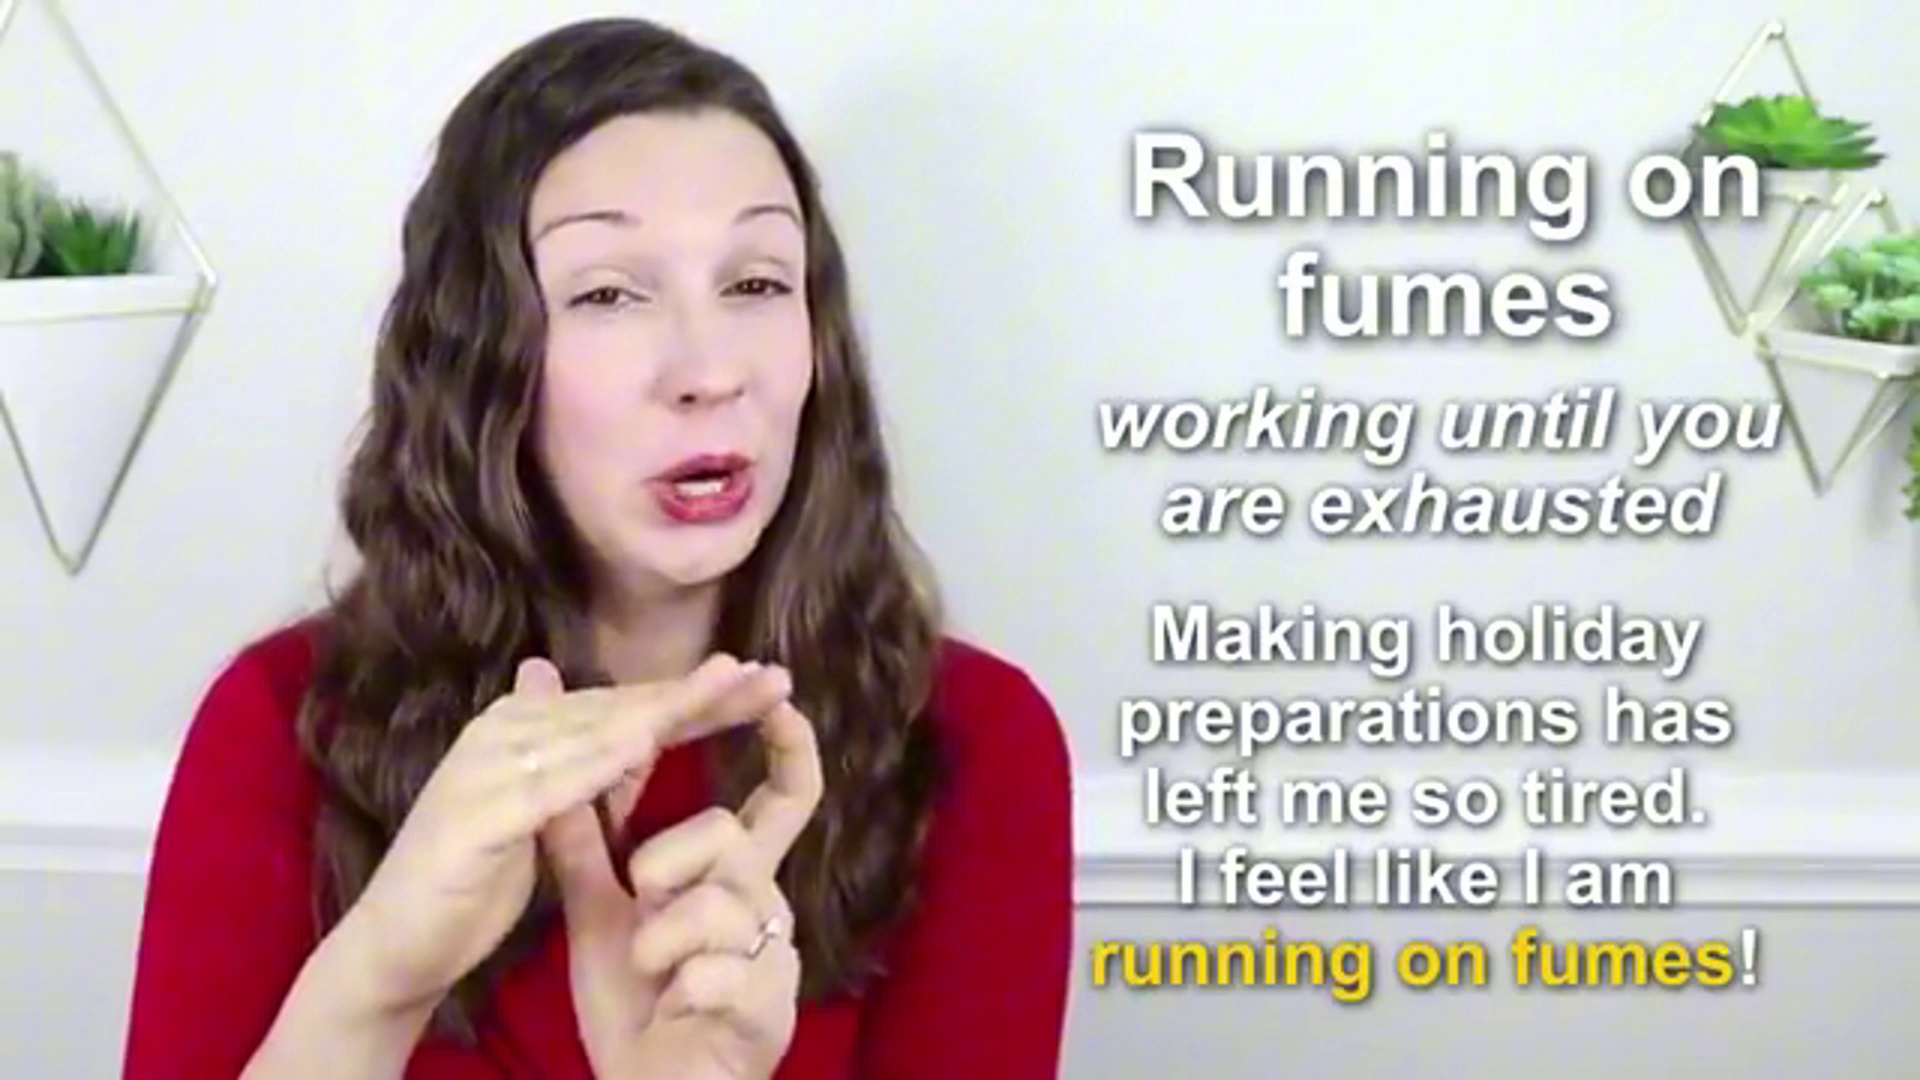 Running on
fumes
working until you
are exhausted
Making holiday
preparations has
left me so tired.
I feel like I am
running on fumes!